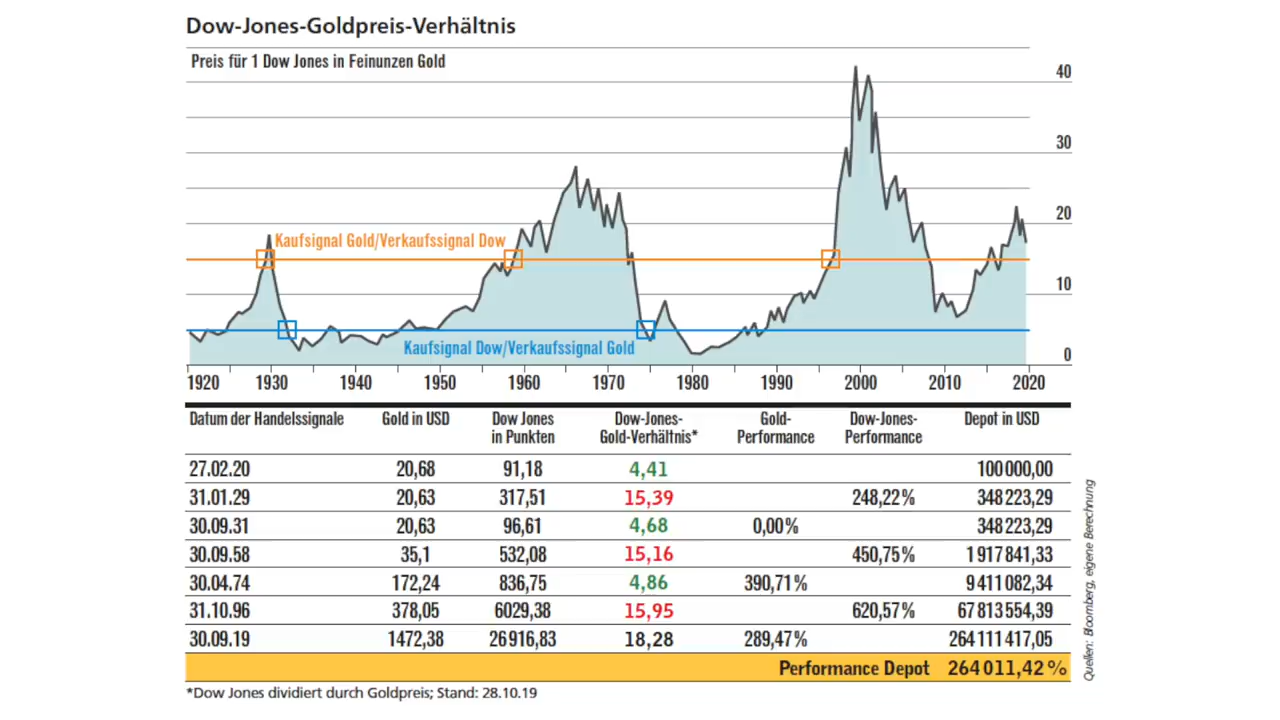 Dow-Jones-Goldpreis-Verhältnis
Preis für 1 Dow Jones in Feinunzen Gold
40
30
20
10
0
Kaufsignal Gold/Verkaufssignal Dow
Kaufsignal Dow/Verkaufssignal Gold
1920 1930 1940 1950 1960 1970 1980 1990 2000 2010 2020
Datum der Handelssignale Gold in USD Dow Jones in Punkten Dow-Jones-Gold-Verhältnis* Gold-Performance Dow-Jones-Performance Depot in USD
27.02.20 20,68 91,18 4,41 100 000,00
31.01.29 20,63 317,51 15,39 248,22% 348 223,29
30.09.31 20,63 96,61 4,68 0,00% 348 223,29
30.09.58 35,1 532,08 15,16 450,75% 1 917 841,33
30.04.74 172,24 836,75 4,86 390,71% 9 411 082,34
31.10.96 378,05 6029,38 15,95 620,57% 67 813 554,39
30.09.19 1472,38 26 916,83 18,28 289,47% 264 111 417,05
Performance Depot 264 011,42 %
*Dow Jones dividiert durch Goldpreis; Stand: 28.10.19
Quellen: Bloomberg, eigene Berechnung